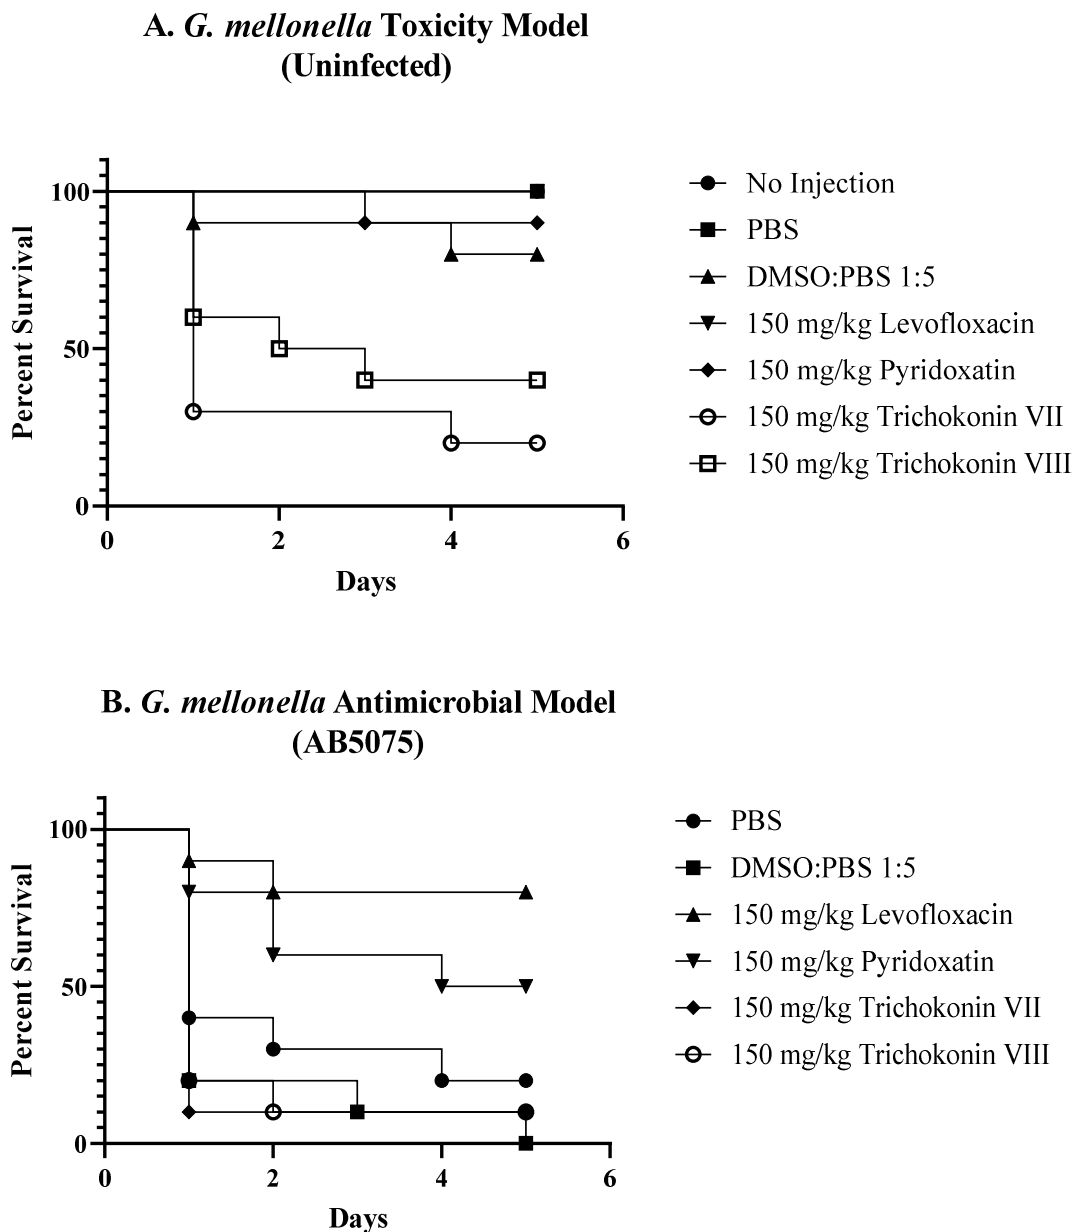 A. G. mellonella Toxicity Model
(Uninfected)
100
50
0
0
2
4
6
Percent Survival
Days
No Injection
PBS
DMSO:PBS 1:5
150 mg/kg Levofloxacin
150 mg/kg Pyridoxatin
150 mg/kg Trichokonin VII
150 mg/kg Trichokonin VIII
B. G. mellonella Antimicrobial Model
(AB5075)
100
50
0
0
2
4
6
Percent Survival
Days
PBS
DMSO:PBS 1:5
150 mg/kg Levofloxacin
150 mg/kg Pyridoxatin
150 mg/kg Trichokonin VII
150 mg/kg Trichokonin VIII